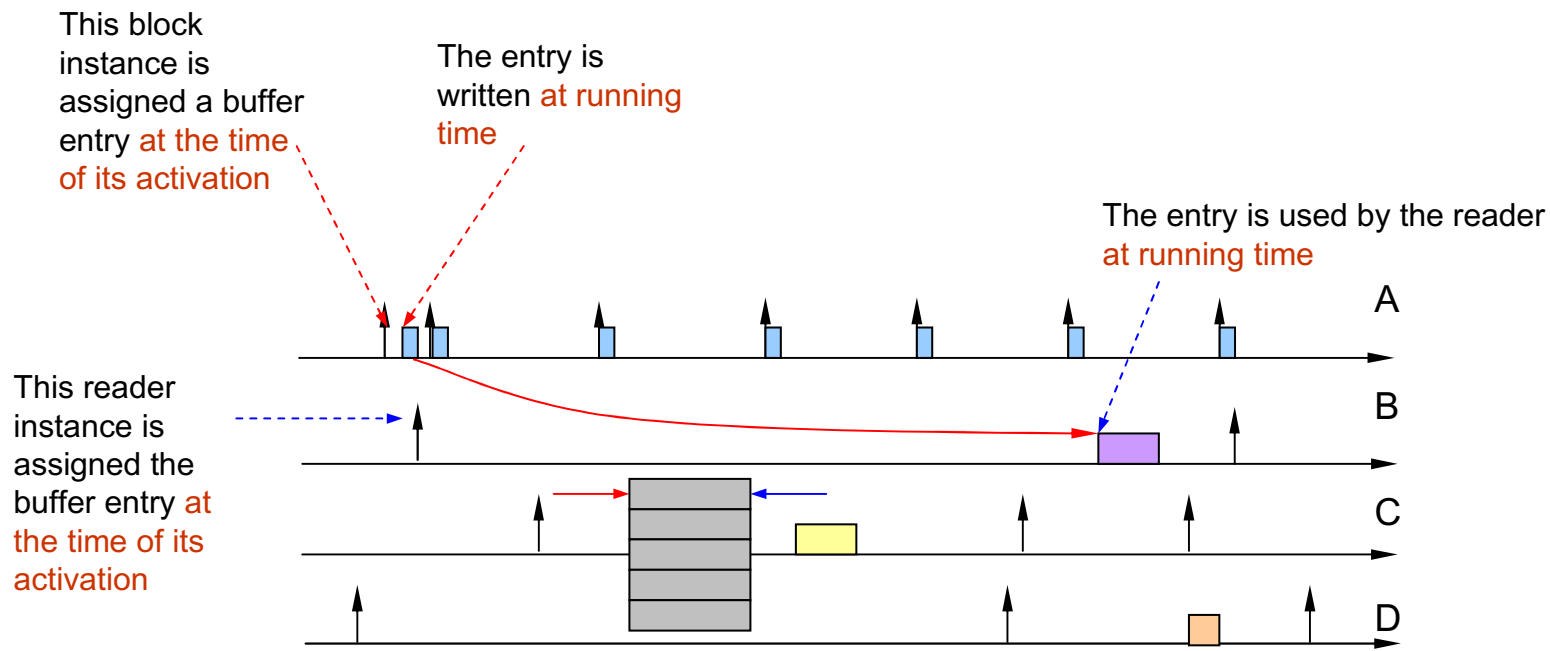 This block
instance is
assigned a buffer
entry at the time
of its activation
The entry is
written at running
time
The entry is used by the reader
at running time
A
This reader
instance is
assigned the
buffer entry at
the time of its
activation
B
C
D